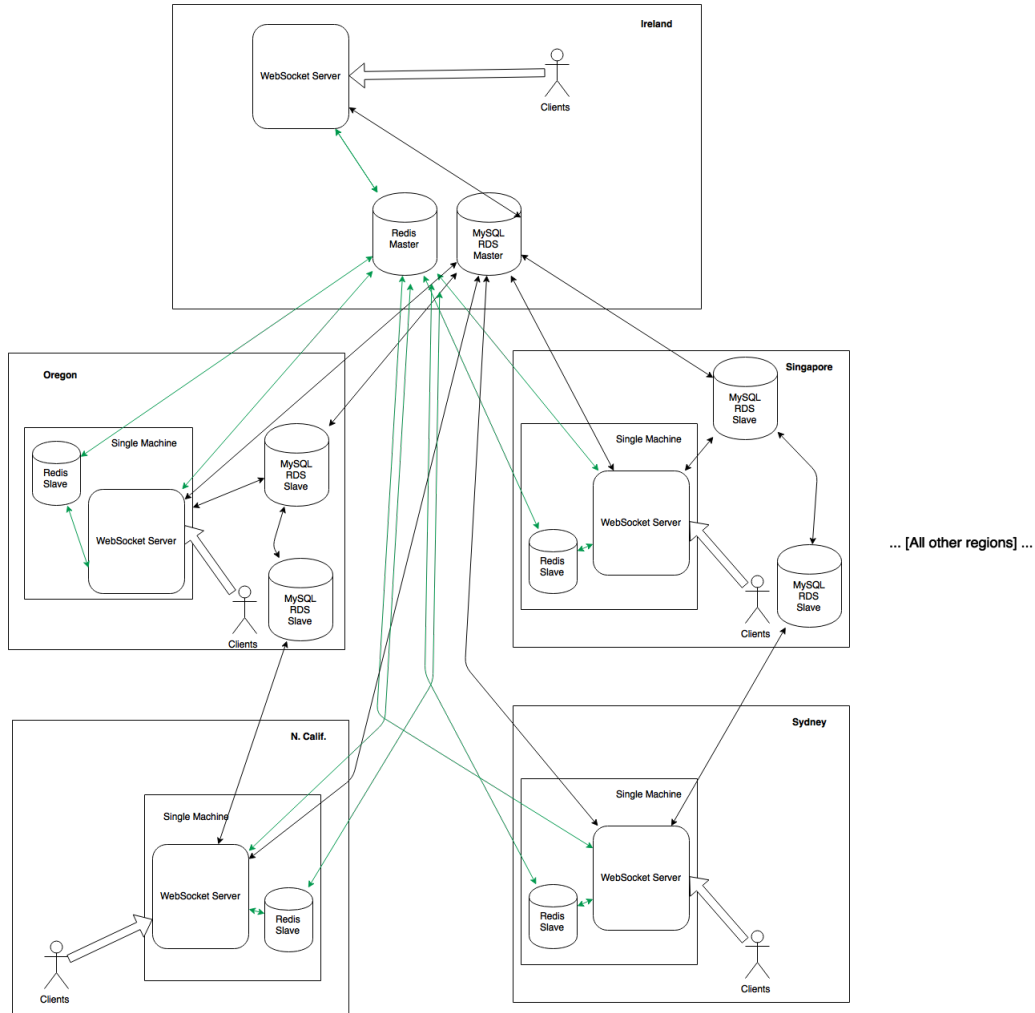 Ireland
WebSocket Server
Clients
Redis
Master
MySQL
RDS
Master
Oregon
Single Machine
Redis
Slave
MySQL
RDS
Slave
WebSocket Server
MySQL
RDS
Slave
Clients
Singapore
MySQL
RDS
Slave
Single Machine
WebSocket Server
Redis
Slave
MySQL
RDS
Slave
Clients
... [All other regions] ...
N. Calif.
Single Machine
WebSocket Server
Redis
Slave
Clients
Sydney
Single Machine
WebSocket Server
Redis
Slave
Clients